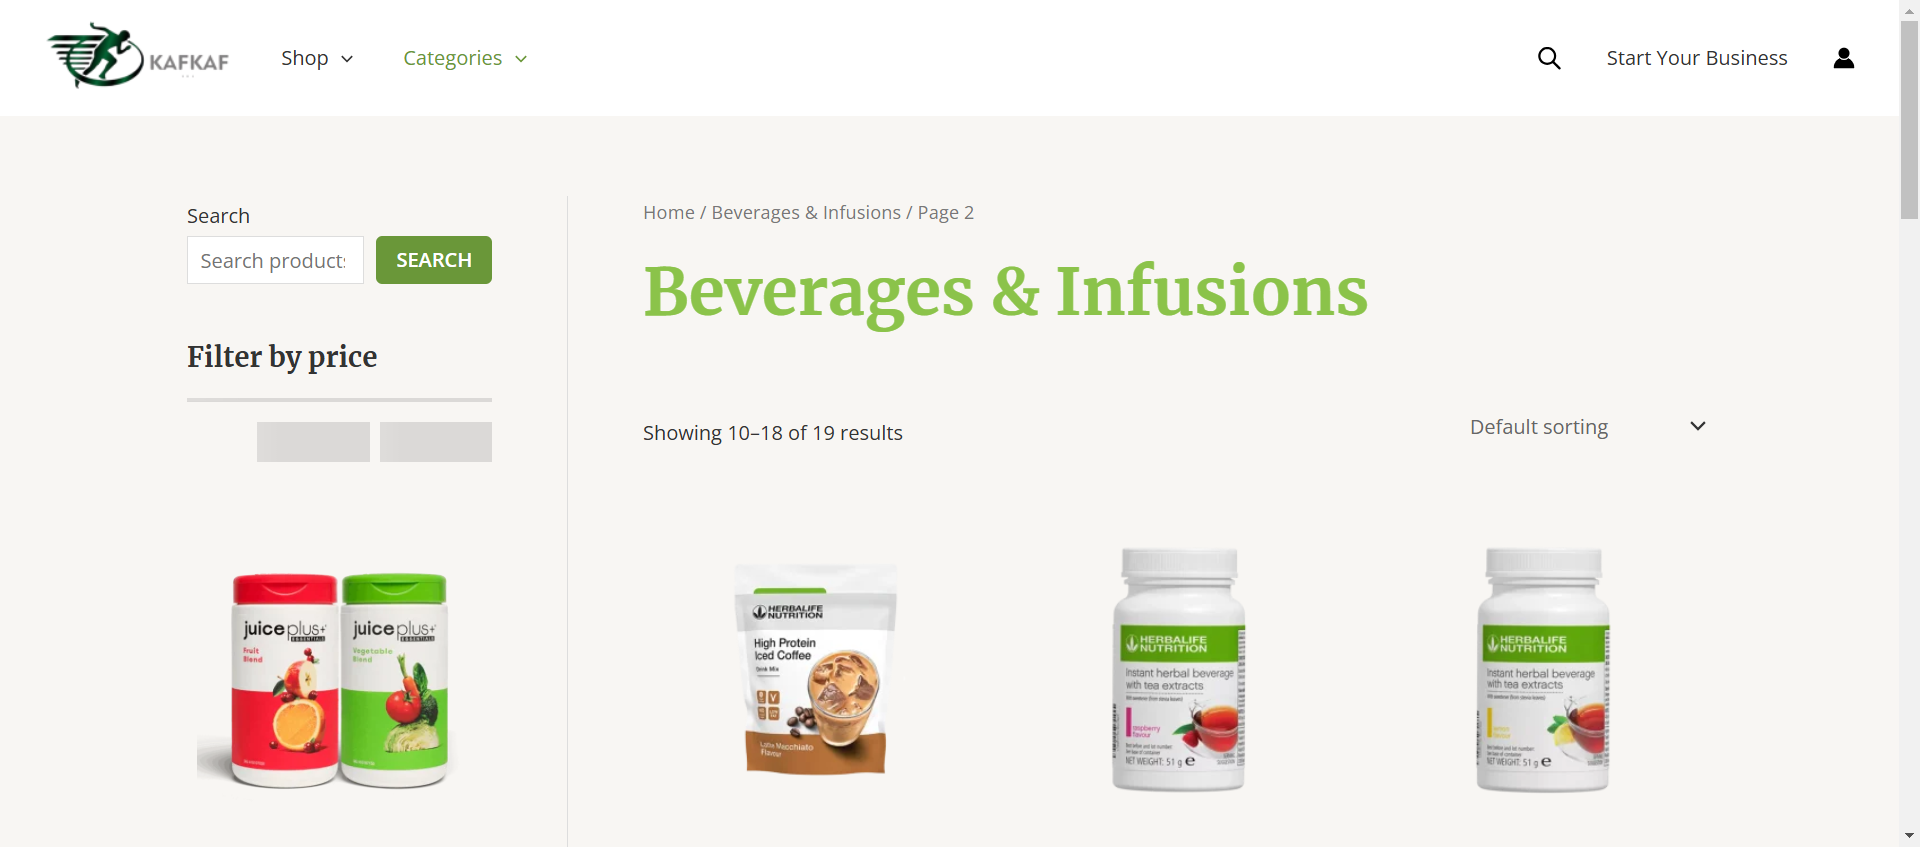 KAFKAF
Shop
Categories
Start Your Business
Search
Search products
SEARCH
Filter by price
Home / Beverages & Infusions / Page 2
Beverages & Infusions
Showing 10–18 of 19 results
Default sorting
juice plus+
ESSENTIALS
Fruit
Blend
juice plus+
ESSENTIALS
Vegetable
Blend
HERBALIFE
NUTRITION
High Protein
Iced Coffee
Drink Mix
Latte Macchiato
Flavour
HERBALIFE
NUTRITION
Instant herbal beverage
with tea extracts
raspberry
flavour
NET WEIGHT: 51 g e
HERBALIFE
NUTRITION
Instant herbal beverage
with tea extracts
lemon
flavour
NET WEIGHT: 51 g e